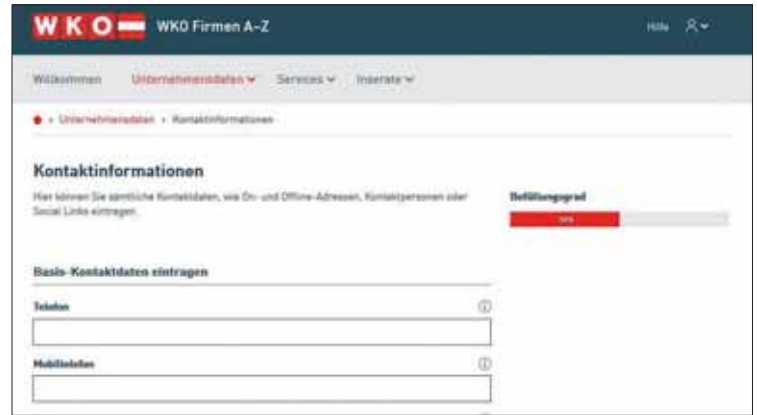 WKO WKO Firmen A–Z Hilfe
Willkommen Unternehmensdaten Services Inserate
Unternehmensdaten › Kontaktinformationen
Kontaktinformationen
Hier können Sie sämtliche Kontaktdaten, wie On- und Offline-Adressen, Kontaktpersonen oder
Social Links eintragen.
Befüllungsgrad
Basis-Kontaktdaten eintragen
Telefon
Mobiltelefon